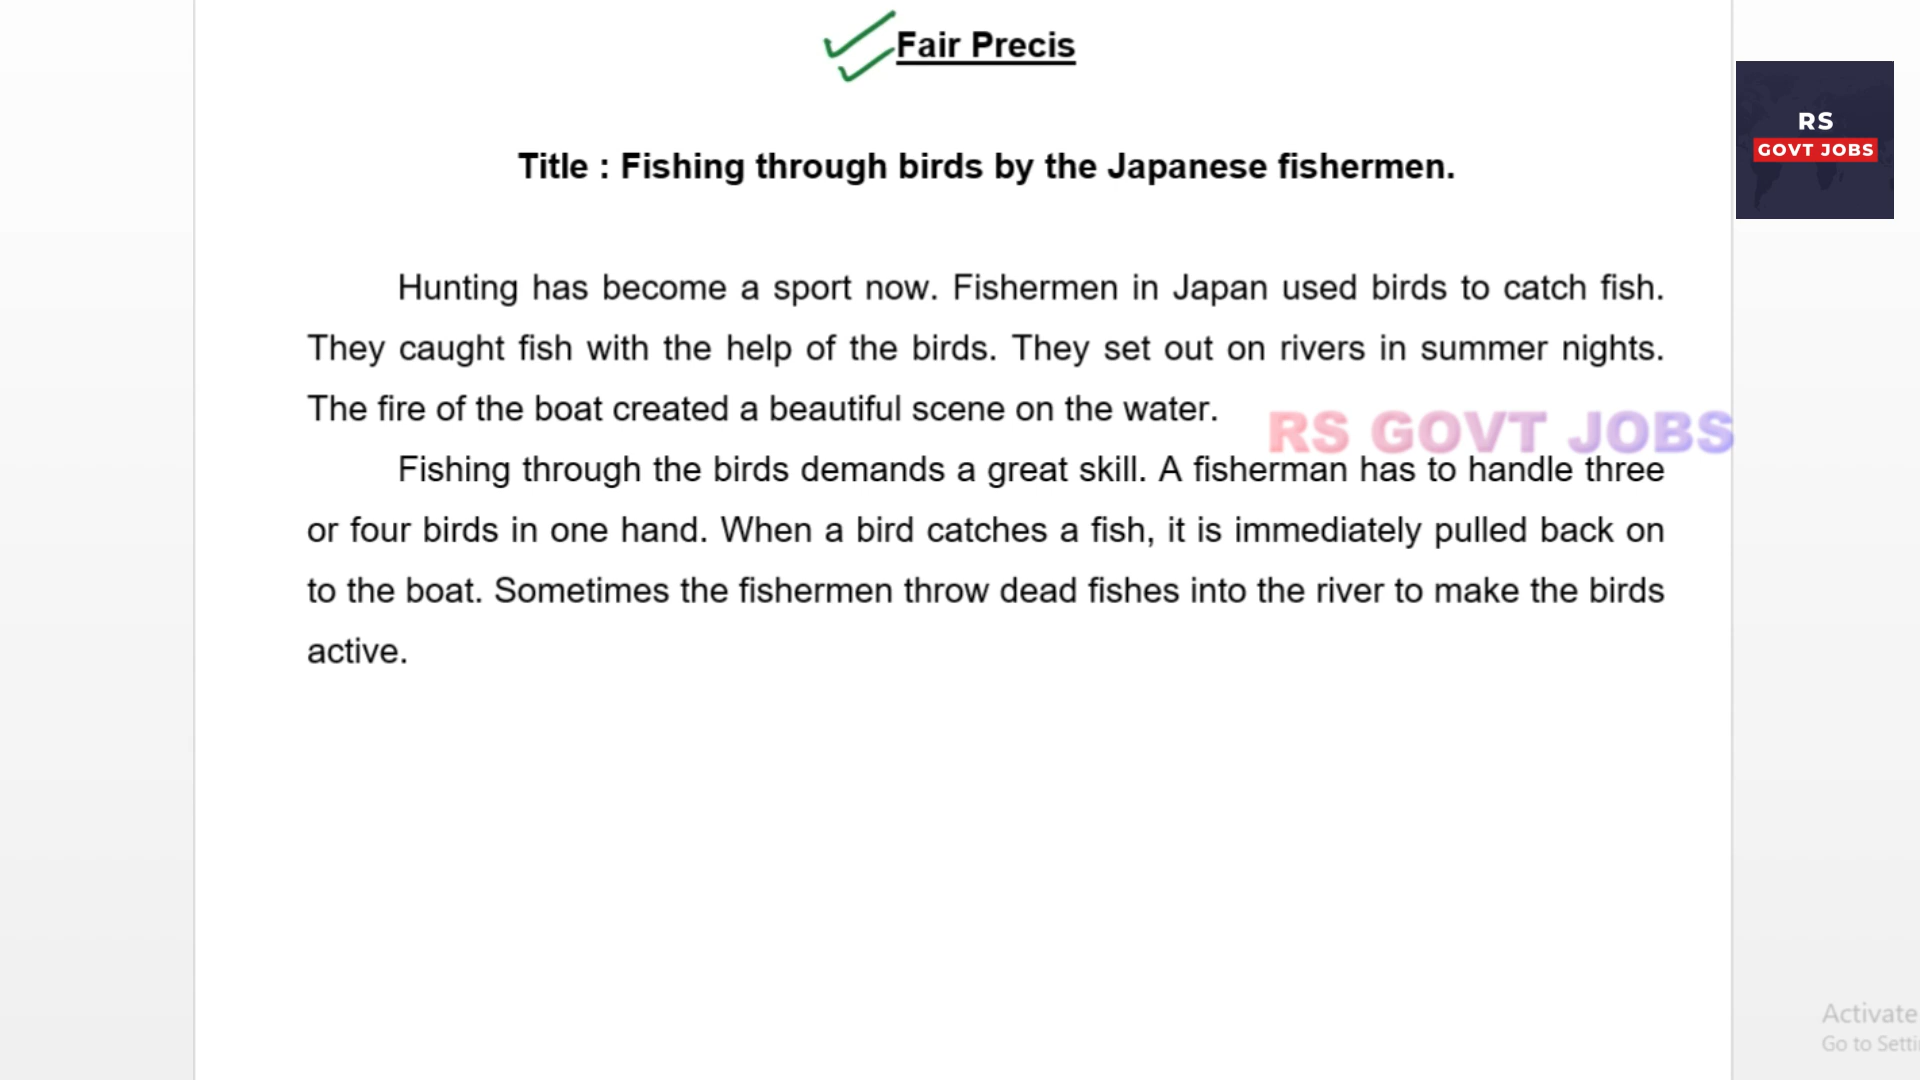 Fair Precis
RS
GOVT JOBS
Title : Fishing through birds by the Japanese fishermen.
Hunting has become a sport now. Fishermen in Japan used birds to catch fish.
They caught fish with the help of the birds. They set out on rivers in summer nights.
The fire of the boat created a beautiful scene on the water.
RS GOVT JOBS
Fishing through the birds demands a great skill. A fisherman has to handle three
or four birds in one hand. When a bird catches a fish, it is immediately pulled back on
to the boat. Sometimes the fishermen throw dead fishes into the river to make the birds
active.
Activate
Go to Setti